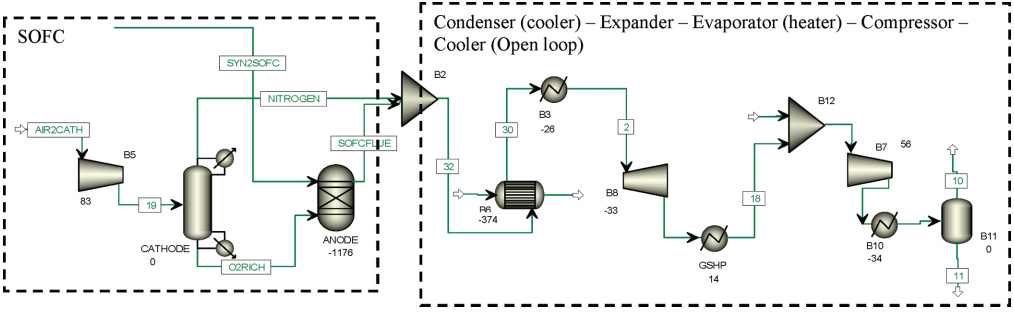 SOFC
Condenser (cooler) – Expander – Evaporator (heater) – Compressor –
Cooler (Open loop)
SYN2SOFC
NITROGEN
AIR2CATH
B5
83
19
CATHODE
0
O2RICH
ANODE
-1176
SOFCFLUE
B2
32
30
B3
-26
B6
-374
2
B8
-33
GSHP
14
18
B12
B7
56
B10
-34
10
B11
0
11